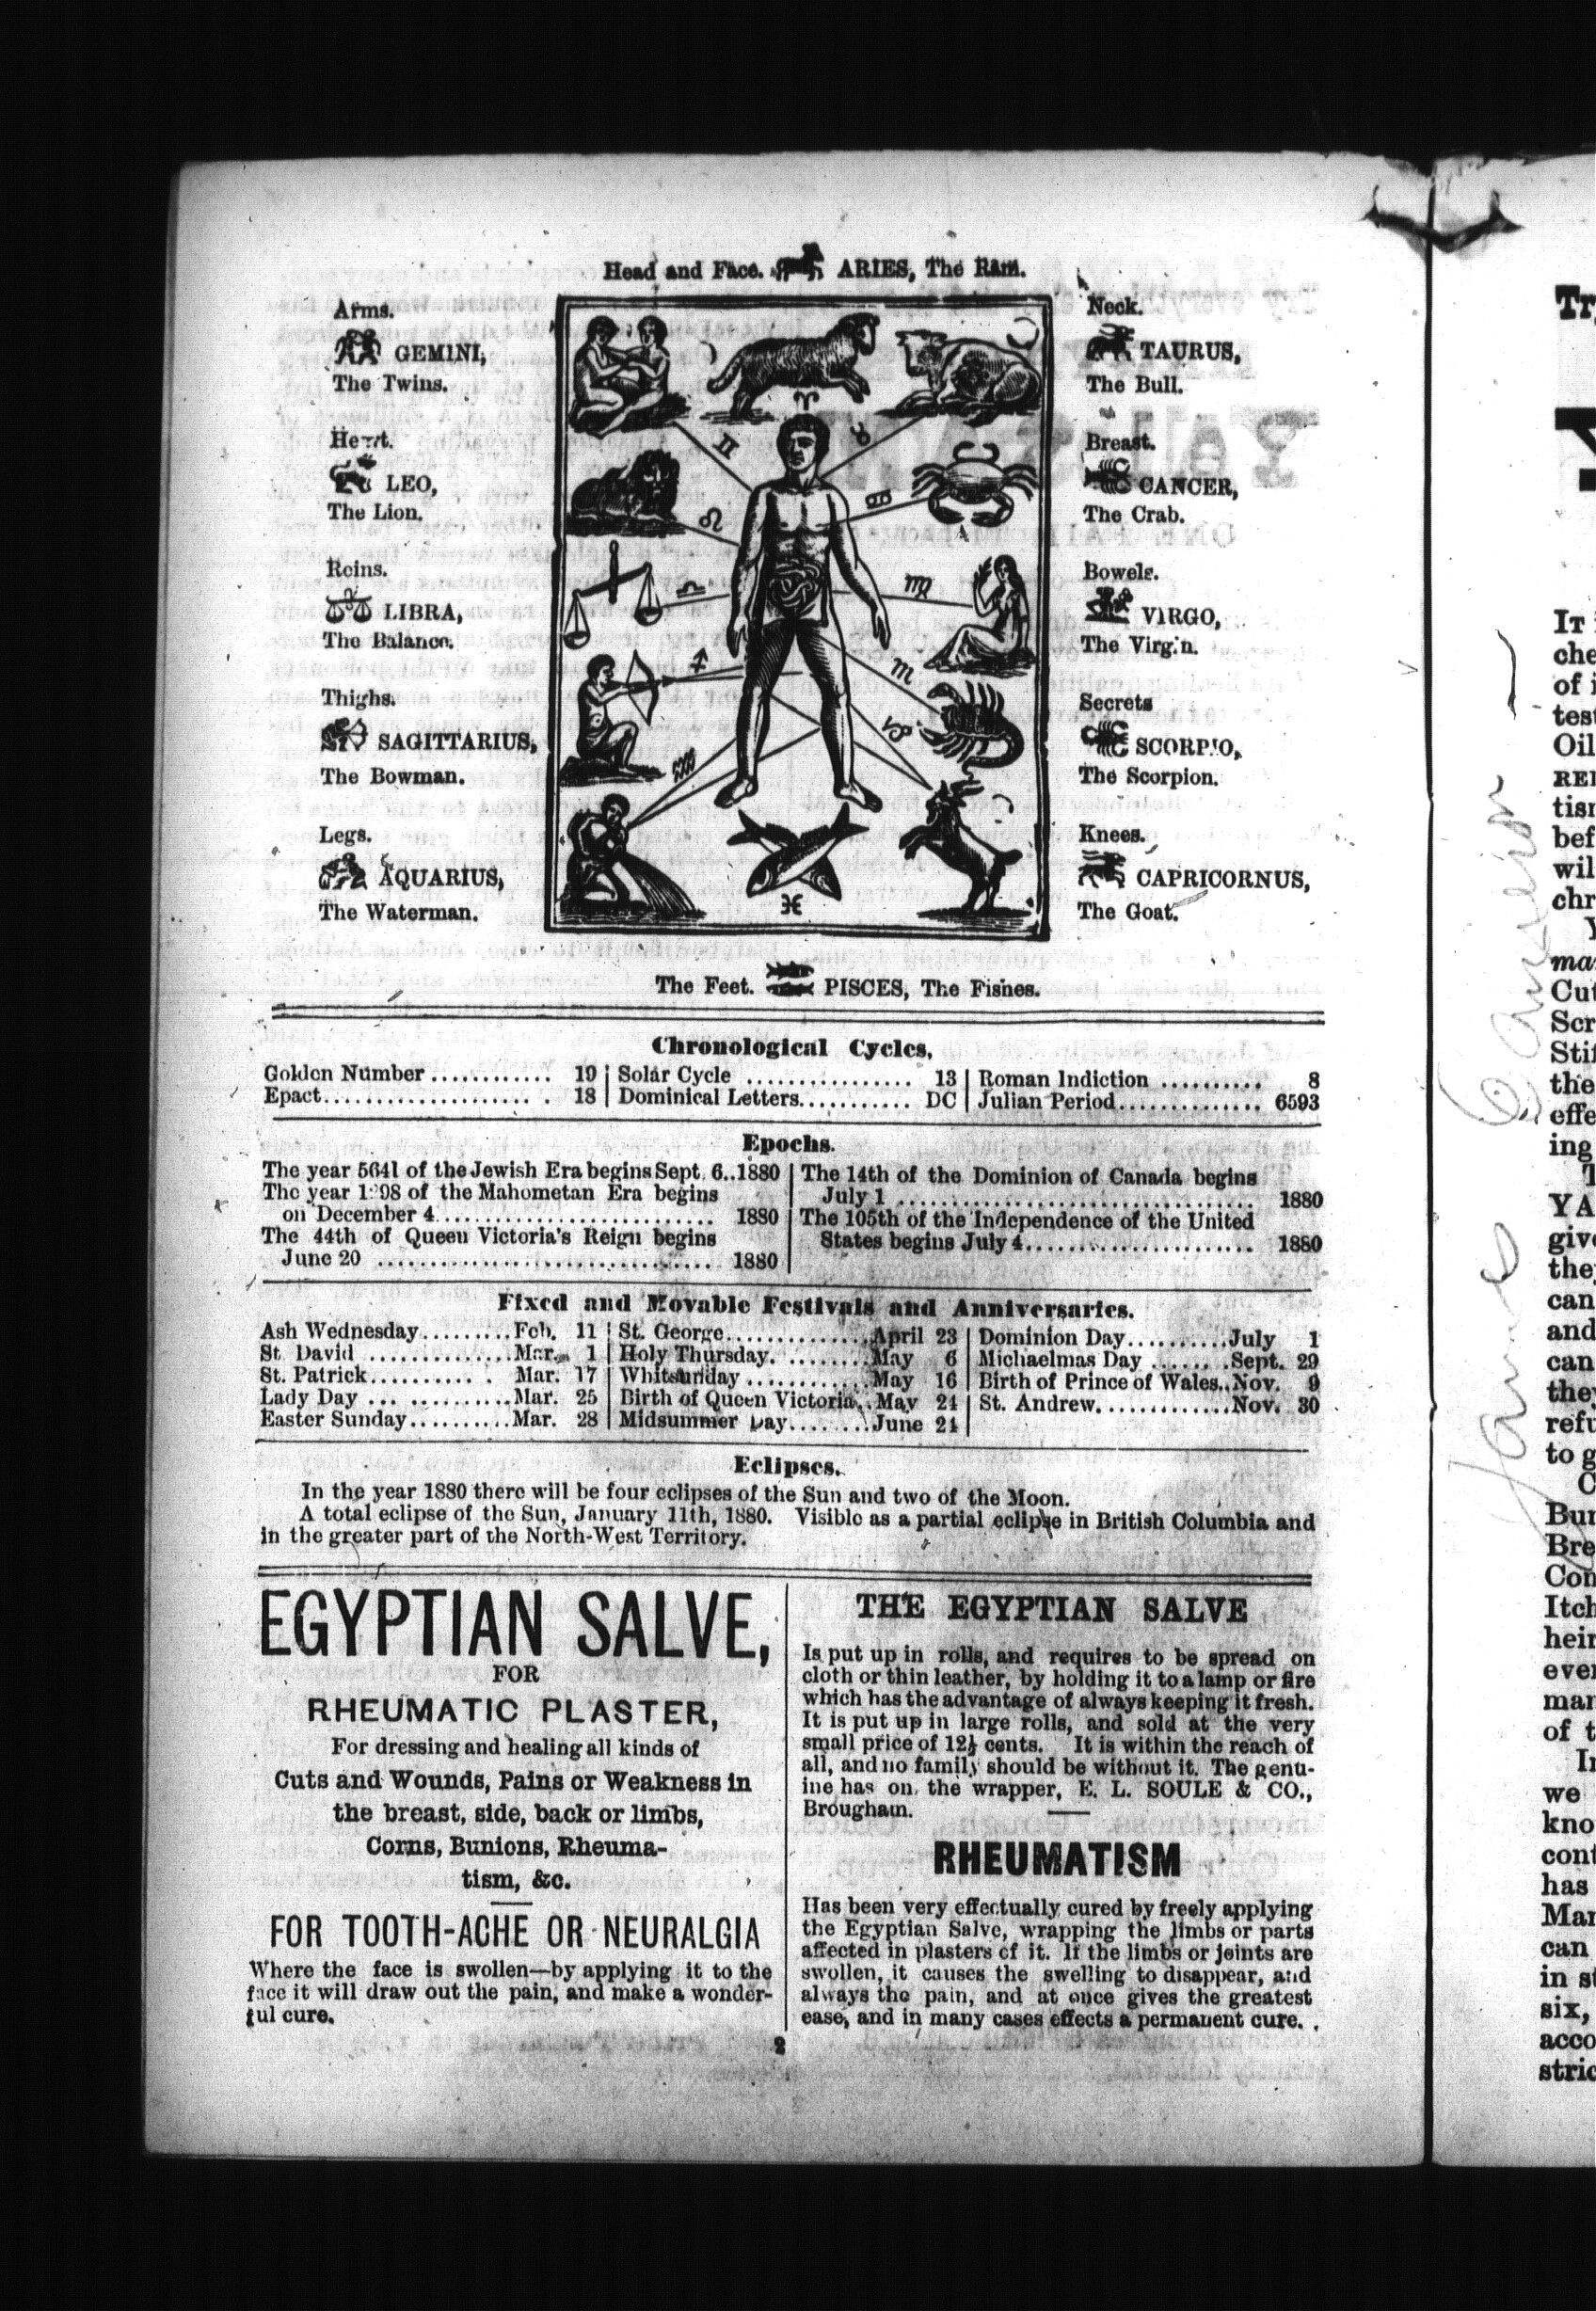 Head and Face. ARIES, The Ram.
Arms.
GEMINI,
The Twins.
Heart.
LEO,
The Lion.
Reins.
LIBRA,
The Balance.
Thighs.
SAGITTARIUS,
The Bowman.
Legs.
AQUARIUS,
The Waterman.
♈
♊
♉
♌
♋
♎
♍
♐
♏
♑
♒
♓
Neck.
TAURUS,
The Bull.
Breast.
CANCER,
The Crab.
Bowels.
VIRGO,
The Virgin.
Secrets
SCORPIO,
The Scorpion.
Knees.
CAPRICORNUS,
The Goat.
The Feet. PISCES, The Fishes.
Chronological Cycles.
Golden Number ............ 19
Epact.................... 18
Solar Cycle ................ 13
Dominical Letters........... DC
Roman Indiction .......... 8
Julian Period.............. 6593
Epochs.
The year 5641 of the Jewish Era begins Sept. 6..1880
The year 1298 of the Mahometan Era begins
on December 4......................... 1880
The 44th of Queen Victoria's Reign begins
June 20 ............................... 1880
The 14th of the Dominion of Canada begins
July 1 ................................. 1880
The 105th of the Independence of the United
States begins July 4..................... 1880
Fixed and Movable Festivals and Anniversaries.
Ash Wednesday.........Feb. 11
St. David ..............Mar. 1
St. Patrick.......... . Mar. 17
Lady Day ... ..........Mar. 25
Easter Sunday..........Mar. 28
St. George..............April 23
Holy Thursday. ........May 6
Whitsunday ............May 16
Birth of Queen Victoria..May 24
Midsummer Day........June 24
Dominion Day..........July 1
Michaelmas Day ........Sept. 29
Birth of Prince of Wales..Nov. 9
St. Andrew.............Nov. 30
Eclipses.
In the year 1880 there will be four eclipses of the Sun and two of the Moon.
A total eclipse of the Sun, January 11th, 1880. Visible as a partial eclipse in British Columbia and
in the greater part of the North-West Territory.
EGYPTIAN SALVE,
FOR
RHEUMATIC PLASTER,
For dressing and healing all kinds of
Cuts and Wounds, Pains or Weakness in
the breast, side, back or limbs,
Corns, Bunions, Rheuma-
tism, &c.
FOR TOOTH-ACHE OR NEURALGIA
Where the face is swollen—by applying it to the
face it will draw out the pain, and make a wonder-
ful cure.
THE EGYPTIAN SALVE
Is put up in rolls, and requires to be spread on
cloth or thin leather, by holding it to a lamp or fire
which has the advantage of always keeping it fresh.
It is put up in large rolls, and sold at the very
small price of 12½ cents. It is within the reach of
all, and no family should be without it. The genu-
ine has on the wrapper, E. L. SOULE & CO.,
Brougham.
RHEUMATISM
Has been very effectually cured by freely applying
the Egyptian Salve, wrapping the limbs or parts
affected in plasters of it. If the limbs or joints are
swollen, it causes the swelling to disappear, and
always the pain, and at once gives the greatest
ease, and in many cases effects a permanent cure.
2